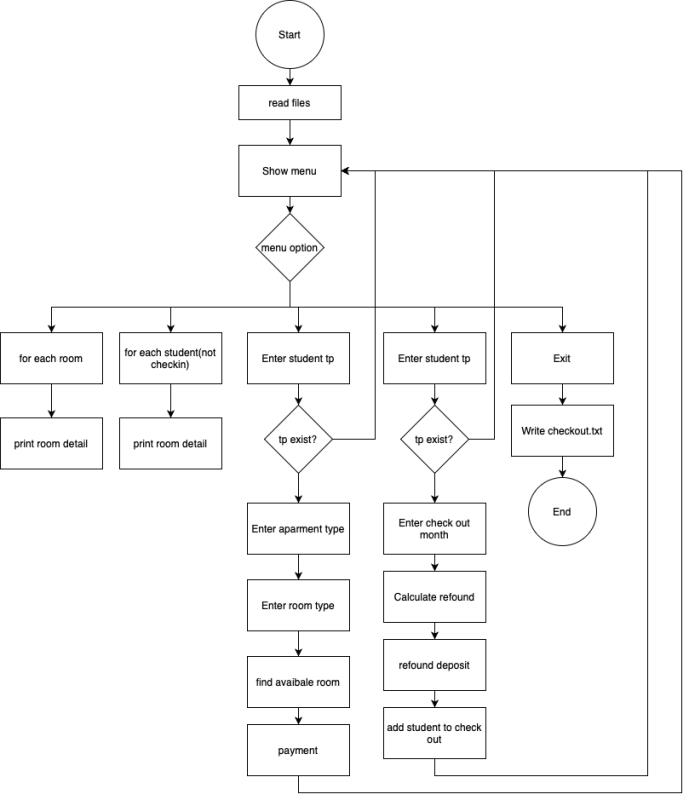 Start
read files
Show menu
menu option
for each room
for each student(not
checkin)
Enter student tp
Enter student tp
Exit
print room detail
print room detail
tp exist?
tp exist?
Write checkout.txt
Enter aparment type
Enter check out
month
End
Enter room type
Calculate refound
find avaibale room
refound deposit
payment
add student to check
out